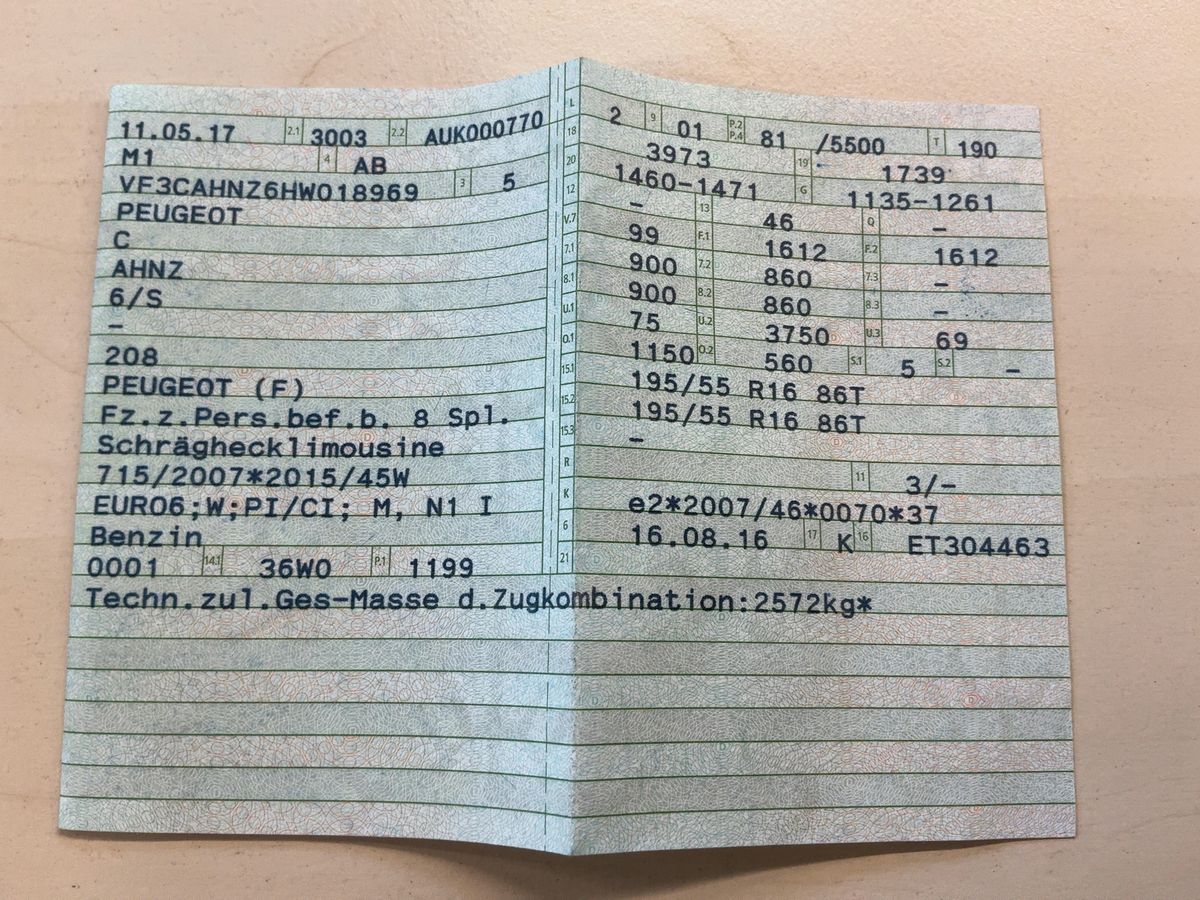 11.05.17 2.1 3003 2.2 AUK000770
M1 4 AB
VF3CAHNZ6HW018969 3 5
PEUGEOT
C
AHNZ
6/S
–
208
PEUGEOT (F)
Fz.z.Pers.bef.b. 8 Spl.
Schräghecklimousine
715/2007*2015/45W
EURO6;W;PI/CI; M, N1 I
Benzin
0001 14.1 36W0 P.1 1199
L 2 9 01 P.2 P.4 81 /5500 T 190
18 3973 19 1739
20 1460-1471 G 1135-1261
12 – 13 46 Q –
V.7 99 F.1 1612 F.2 1612
7.1 900 7.2 860 7.3 –
8.1 900 8.2 860 8.3 –
U.1 75 U.2 3750 U.3 69
O.1 1150 O.2 560 S.1 5 S.2 –
15.1 195/55 R16 86T
15.2 195/55 R16 86T
15.3 –
R 11 3/–
K e2*2007/46*0070*37
6 16.08.16 17 K 16 ET304463
21
Techn.zul.Ges-Masse d.Zugkombination:2572kg*